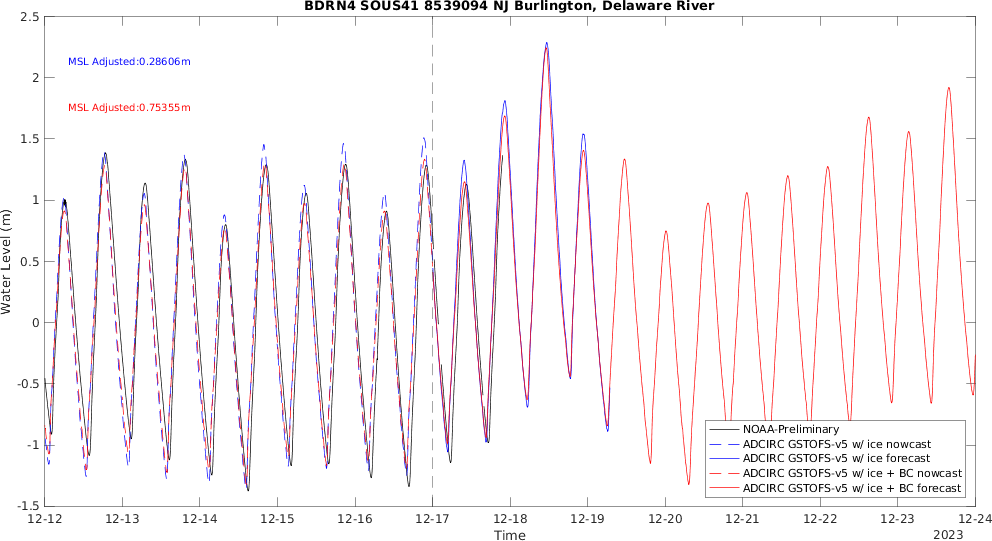 BDRN4 SOUS41 8539094 NJ Burlington, Delaware River
MSL Adjusted:0.28606m
MSL Adjusted:0.75355m
Water Level (m)
2.5
2
1.5
1
0.5
0
-0.5
-1
-1.5
NOAA-Preliminary
ADCIRC GSTOFS-v5 w/ ice nowcast
ADCIRC GSTOFS-v5 w/ ice forecast
ADCIRC GSTOFS-v5 w/ ice + BC nowcast
ADCIRC GSTOFS-v5 w/ ice + BC forecast
12-12 12-13 12-14 12-15 12-16 12-17 12-18 12-19 12-20 12-21 12-22 12-23 12-24
Time
2023